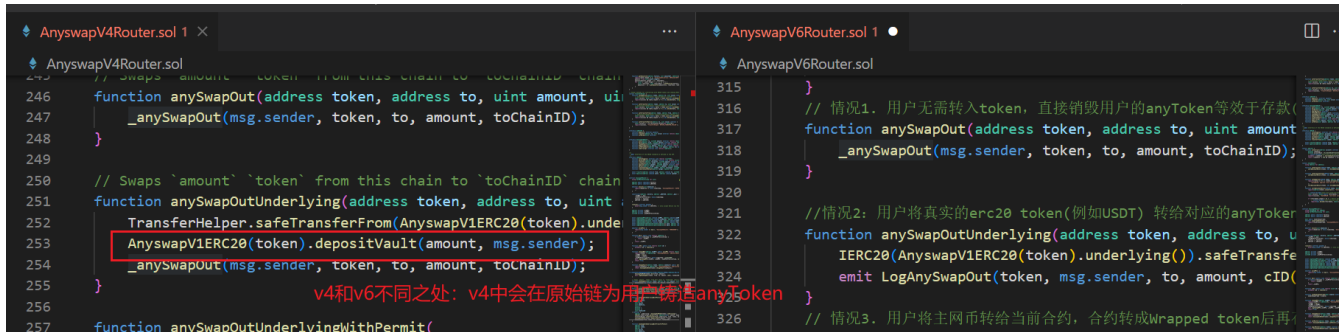 AnyswapV4Router.sol 1
AnyswapV4Router.sol
245 // Swaps `amount` `token` from this chain to `toChainID` chain
246 function anySwapOut(address token, address to, uint amount, uin
247 _anySwapOut(msg.sender, token, to, amount, toChainID);
248 }
249
250 // Swaps `amount` `token` from this chain to `toChainID` chain
251 function anySwapOutUnderlying(address token, address to, uint
252 TransferHelper.safeTransferFrom(AnyswapV1ERC20(token).unde
253 AnyswapV1ERC20(token).depositVault(amount, msg.sender);
254 _anySwapOut(msg.sender, token, to, amount, toChainID);
255 }
256
257 function anySwapOutUnderlyingWithPermit(
AnyswapV6Router.sol 1
AnyswapV6Router.sol
315 }
316 // 情况1. 用户无需转入token，直接销毁用户的anyToken等效于存款(
317 function anySwapOut(address token, address to, uint amount
318 _anySwapOut(msg.sender, token, to, amount, toChainID);
319 }
320
321 //情况2：用户将真实的erc20 token(例如USDT) 转给对应的anyToken
322 function anySwapOutUnderlying(address token, address to, u
323 IERC20(AnyswapV1ERC20(token).underlying()).safeTransfe
324 emit LogAnySwapOut(token, msg.sender, to, amount, cID(
325 }
326 // 情况3. 用户将主网币转给当前合约，合约转成Wrapped token后再
v4和v6不同之处：v4中会在原始链为用户铸造anyToken